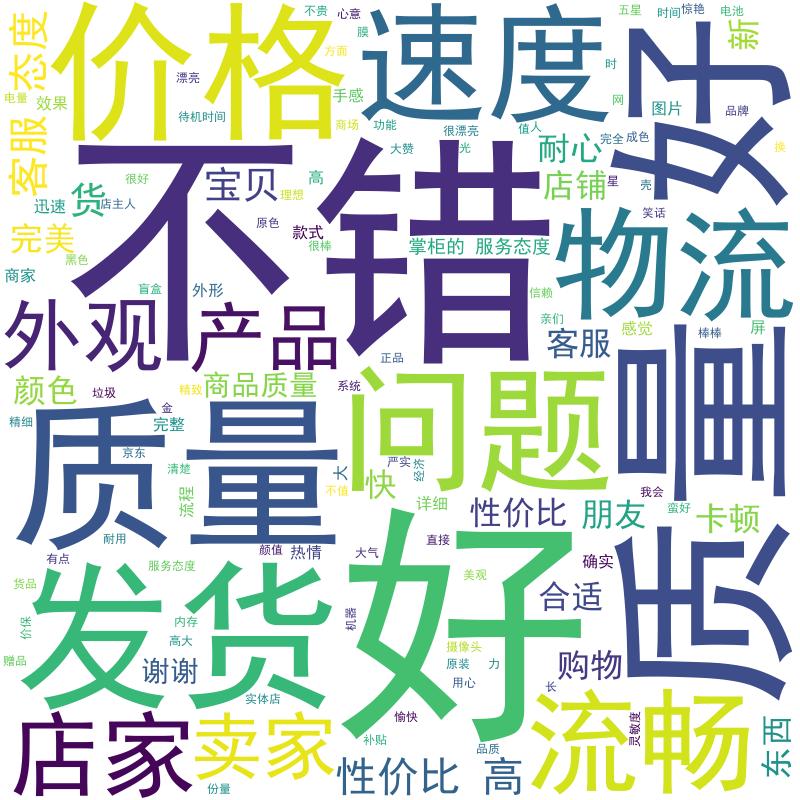 不贵
心意
五星
时间
惊艳
电池
态度
价格
膜
速度
质量好
新
方面
漂亮
手感
时
电量
效果
网
图片
品牌
待机时间
商场
功能
很漂亮
值人
客服
大赞
光
耐心
完全
成色
换
很好
宝贝
理想
高
店铺
星
壳
迅速
货
店主人
不错
笑话
原色
完美
款式
很棒
掌柜的 服务态度
物流
黑色
商家
盲盒
外形
信赖
亲们
外观
产品
客服
感觉
棒棒
屏
正品
颜色
垃圾
精致
商品质量
系统
问题
精细
金
完整
质量
京东
清楚
大
严实
经济
快
不值
流程
详细
性价比
朋友
我会
蛮好
卡顿
耐用
有点
颜值
热情
大气
直接
好
确实
服务态度
货品
美观
合适
发货
内存
机器
价保
高大
赠品
谢谢
摄像头
原装
力
购物
用心
长
实体店
店家
卖家
愉快
流畅
灵敏度
东西
补贴
品质
性价比 高
份量